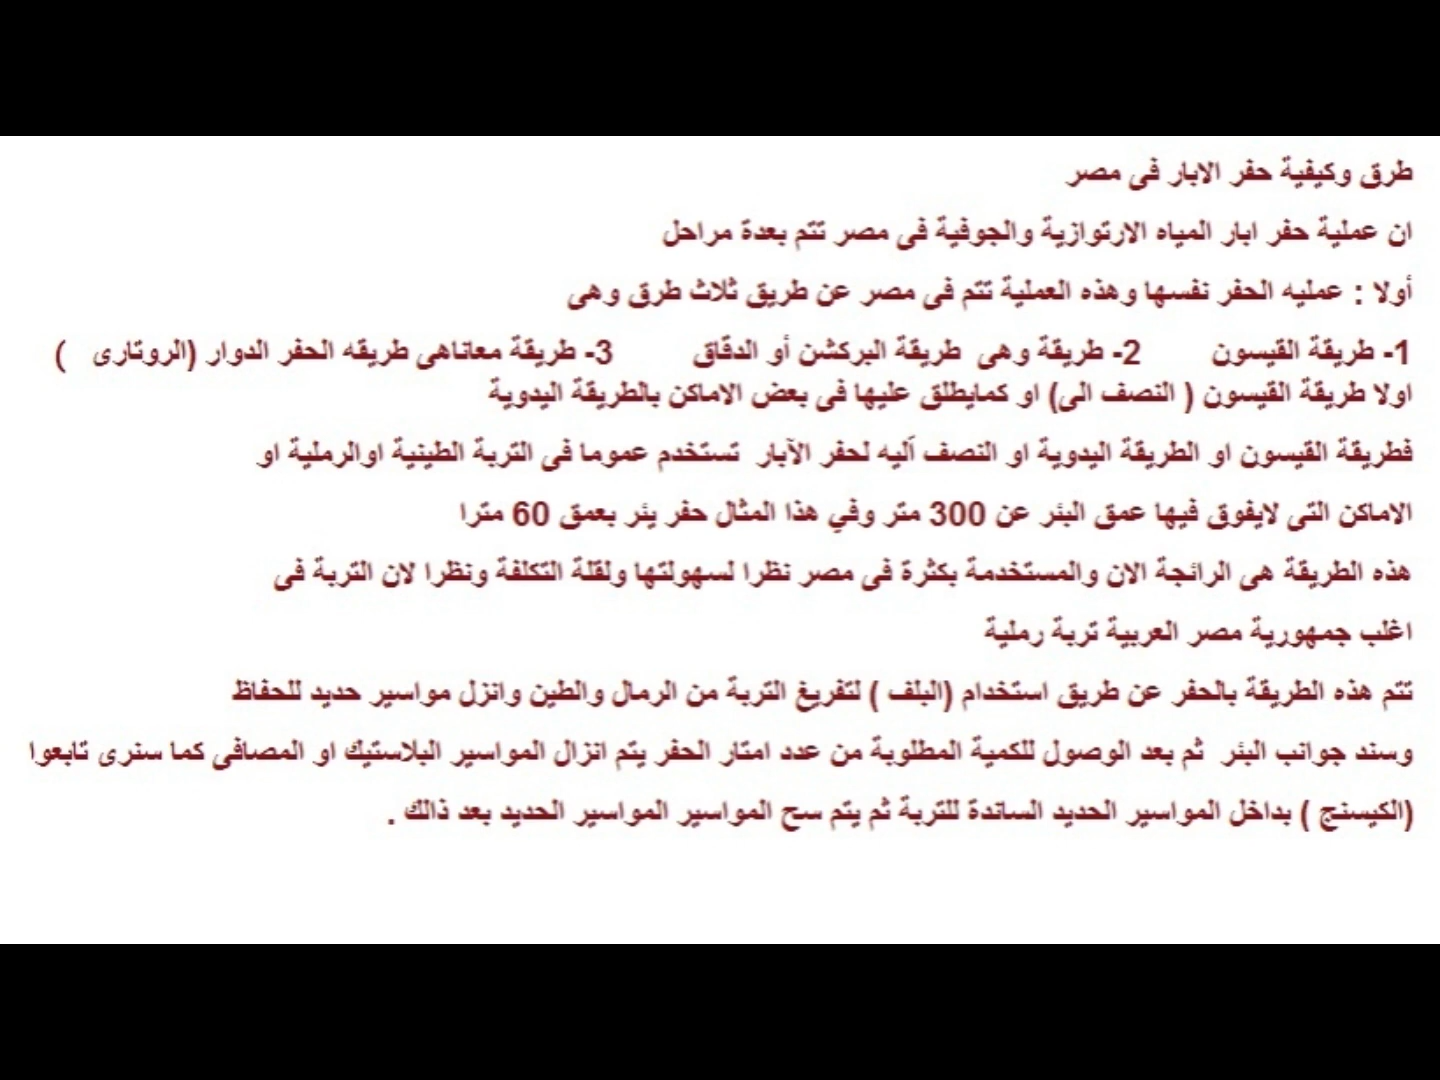 طرق وكيفية حفر الابار فى مصر
ان عملية حفر ابار المياه الارتوازية والجوفية فى مصر تتم بعدة مراحل
أولا : عمليه الحفر نفسها وهذه العملية تتم فى مصر عن طريق ثلاث طرق وهى
1- طريقة القيسون 2- طريقة وهى طريقة البركشن أو الدقاق 3- طريقة معاناهى طريقه الحفر الدوار (الروتارى )
اولا طريقة القيسون ( النصف الى) او كمايطلق عليها فى بعض الاماكن بالطريقة اليدوية
فطريقة القيسون او الطريقة اليدوية او النصف آليه لحفر الآبار تستخدم عموما في التربة الطينية اوالرملية او
الاماكن التى لايفوق فيها عمق البئر عن 300 متر وفي هذا المثال حفر يئر بعمق 60 مترا
هذه الطريقة هى الرائجة الان والمستخدمة بكثرة فى مصر نظرا لسهولتها ولقلة التكلفة ونظرا لان التربة فى
اغلب جمهورية مصر العربية تربة رملية
تتم هذه الطريقة بالحفر عن طريق استخدام (البلف ) لتفريغ التربة من الرمال والطين وانزل مواسير حديد للحفاظ
وسند جوانب البئر ثم بعد الوصول للكمية المطلوبة من عدد امتار الحفر يتم انزال المواسير البلاستيك او المصافى كما سنرى تابعوا
(الكيسنج ) بداخل المواسير الحديد الساندة للتربة ثم يتم سح المواسير المواسير الحديد بعد ذالك .